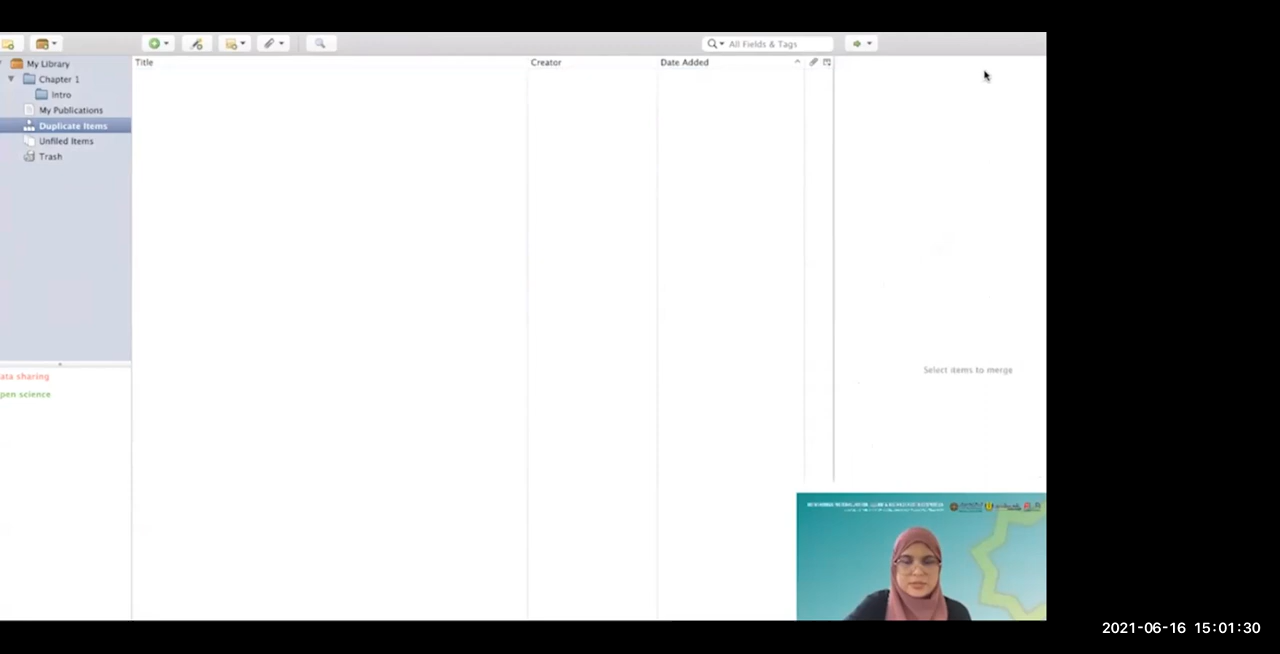 All Fields & Tags
My Library
Chapter 1
Intro
My Publications
Duplicate Items
Unfiled Items
Trash
Title
Creator
Date Added
Select items to merge
ata sharing
pen science
2021-06-16 15:01:30